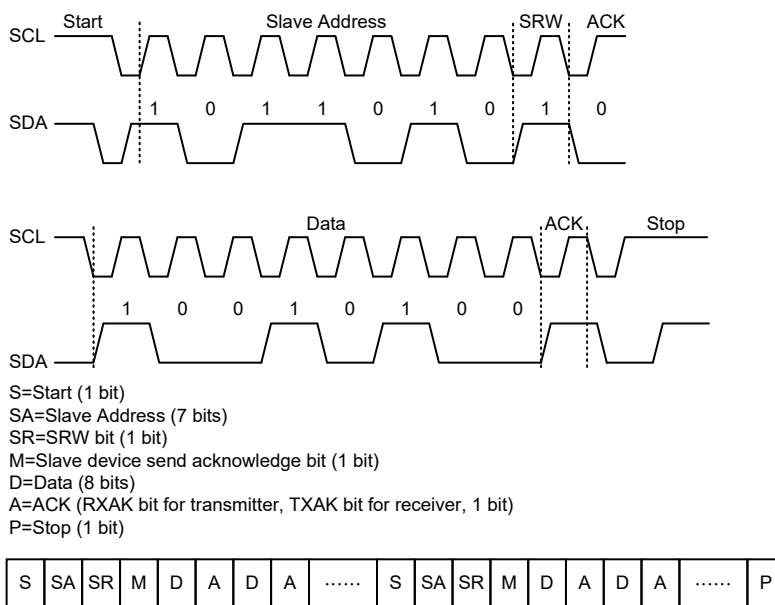 Start Slave Address SRW ACK
SCL
1 0 1 1 0 1 0 1 0
SDA
Data ACK Stop
SCL
1 0 0 1 0 1 0 0
SDA
S=Start (1 bit)
SA=Slave Address (7 bits)
SR=SRW bit (1 bit)
M=Slave device send acknowledge bit (1 bit)
D=Data (8 bits)
A=ACK (RXAK bit for transmitter, TXAK bit for receiver, 1 bit)
P=Stop (1 bit)
S SA SR M D A D A ...... S SA SR M D A D A ...... P